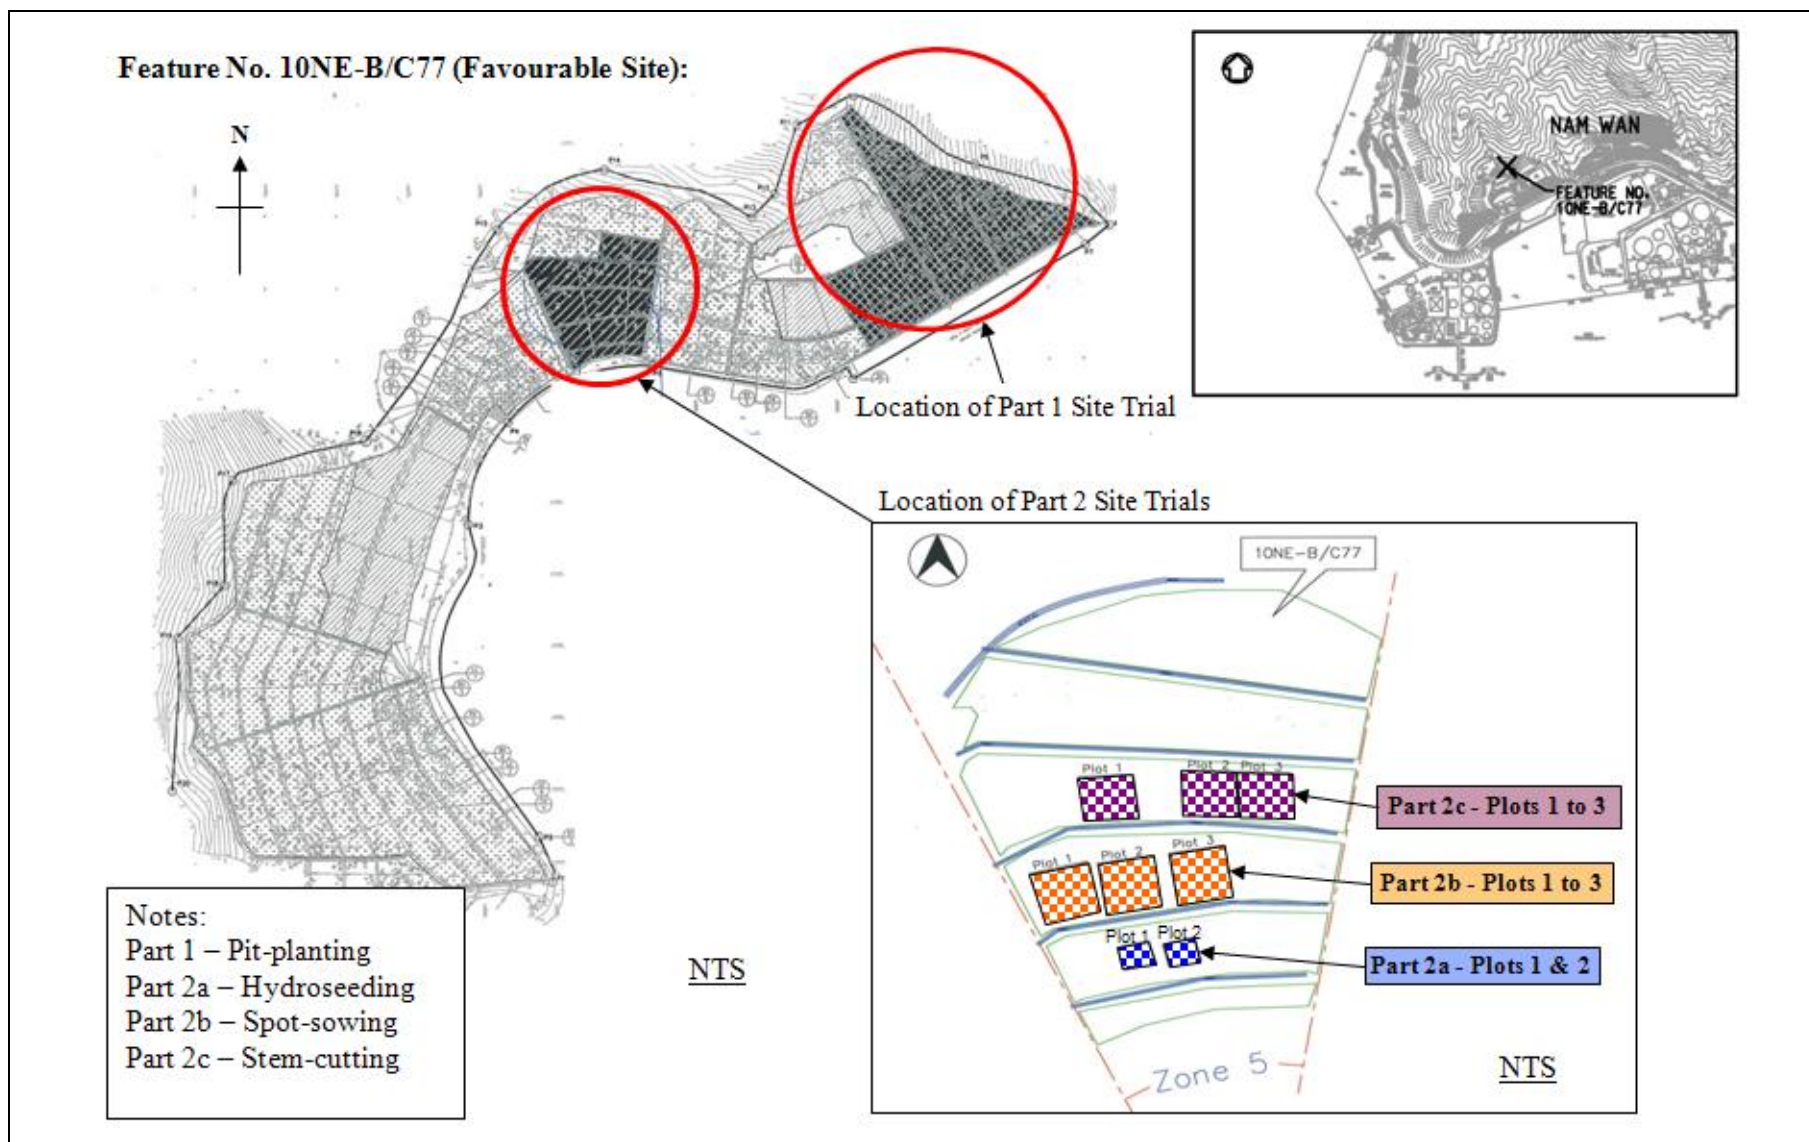 Feature No. 10NE-B/C77 (Favourable Site):
N
NAM WAN
FEATURE NO.
10NE-B/C77
Location of Part 1 Site Trial
Location of Part 2 Site Trials
10NE-B/C77
Plot 1
Plot 2
Plot 3
Part 2c - Plots 1 to 3
Plot 1
Plot 2
Plot 3
Part 2b - Plots 1 to 3
Plot 1
Plot 2
Part 2a - Plots 1 & 2
Zone 5
NTS
Notes:
Part 1 – Pit-planting
Part 2a – Hydroseeding
Part 2b – Spot-sowing
Part 2c – Stem-cutting
NTS